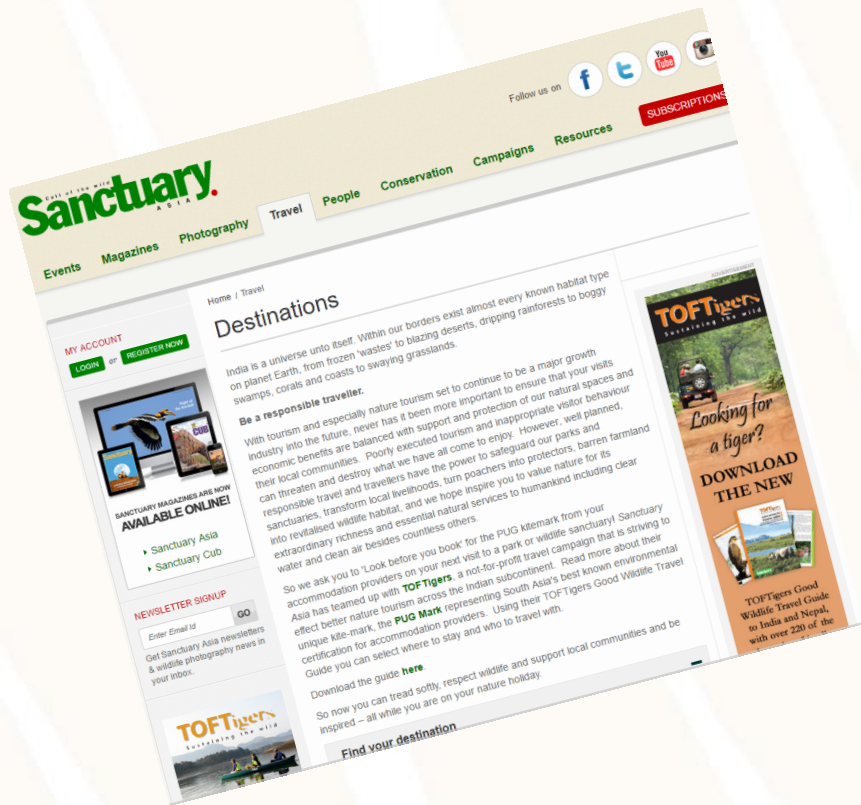 Follow us on
You
Tube
SUBSCRIPTIONS
Call of the wild
Sanctuary.
ASIA
Events Magazines Photography Travel People Conservation Campaigns Resources
MY ACCOUNT
LOGIN or REGISTER NOW
CUB
SANCTUARY MAGAZINES ARE NOW
AVAILABLE ONLINE!
Sanctuary Asia
Sanctuary Cub
NEWSLETTER SIGNUP
Enter Email Id GO
Get Sanctuary Asia newsletters
& wildlife photography news in
your inbox.
TOFTigers
Sustaining the wild
Home / Travel
Destinations
India is a universe unto itself. Within our borders exist almost every known habitat type
on planet Earth, from frozen 'wastes' to blazing deserts, dripping rainforests to boggy
swamps, corals and coasts to swaying grasslands.
Be a responsible traveller.
With tourism and especially nature tourism set to continue to be a major growth
industry into the future, never has it been more important to ensure that your visits
economic benefits are balanced with support and protection of our natural spaces and
their local communities. Poorly executed tourism and inappropriate visitor behaviour
can threaten and destroy what we have all come to enjoy. However, well planned,
responsible travel and travellers have the power to safeguard our parks and
sanctuaries, transform local livelihoods, turn poachers into protectors, barren farmland
into revitalised wildlife habitat, and we hope inspire you to value nature for its
extraordinary richness and essential natural services to humankind including clear
water and clean air besides countless others.
So we ask you to 'Look before you book' for the PUG kitemark from your
accommodation providers on your next visit to a park or wildlife sanctuary! Sanctuary
Asia has teamed up with TOFTigers, a not-for-profit travel campaign that is striving to
effect better nature tourism across the Indian subcontinent. Read more about their
unique kite-mark, the PUG Mark representing South Asia's best known environmental
certification for accommodation providers. Using their TOFTigers Good Wildlife Travel
Guide you can select where to stay and who to travel with.
Download the guide here.
So now you can tread softly, respect wildlife and support local communities and be
inspired – all while you are on your nature holiday.
Find your destination
ADVERTISEMENT
TOFTigers
Sustaining the wild
Looking for
a tiger?
DOWNLOAD
THE NEW
TOFTigers Good
Wildlife Travel Guide
to India and Nepal,
with over 220 of the